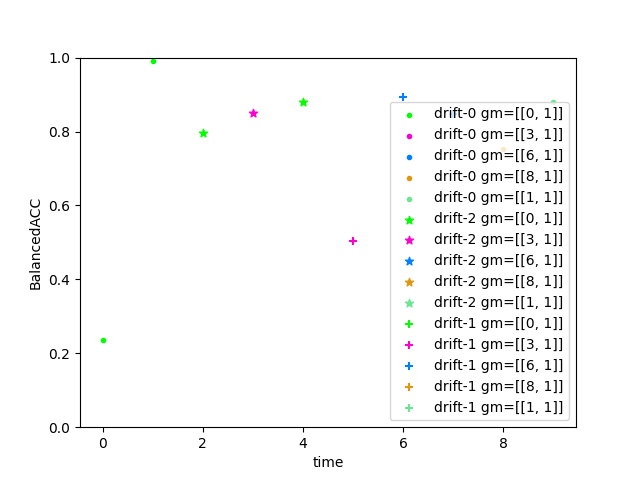 1.0
0.8
0.6
0.4
0.2
0.0
BalancedACC
0
2
4
6
8
time
drift-0 gm=[[0, 1]]
drift-0 gm=[[3, 1]]
drift-0 gm=[[6, 1]]
drift-0 gm=[[8, 1]]
drift-0 gm=[[1, 1]]
drift-2 gm=[[0, 1]]
drift-2 gm=[[3, 1]]
drift-2 gm=[[6, 1]]
drift-2 gm=[[8, 1]]
drift-2 gm=[[1, 1]]
drift-1 gm=[[0, 1]]
drift-1 gm=[[3, 1]]
drift-1 gm=[[6, 1]]
drift-1 gm=[[8, 1]]
drift-1 gm=[[1, 1]]